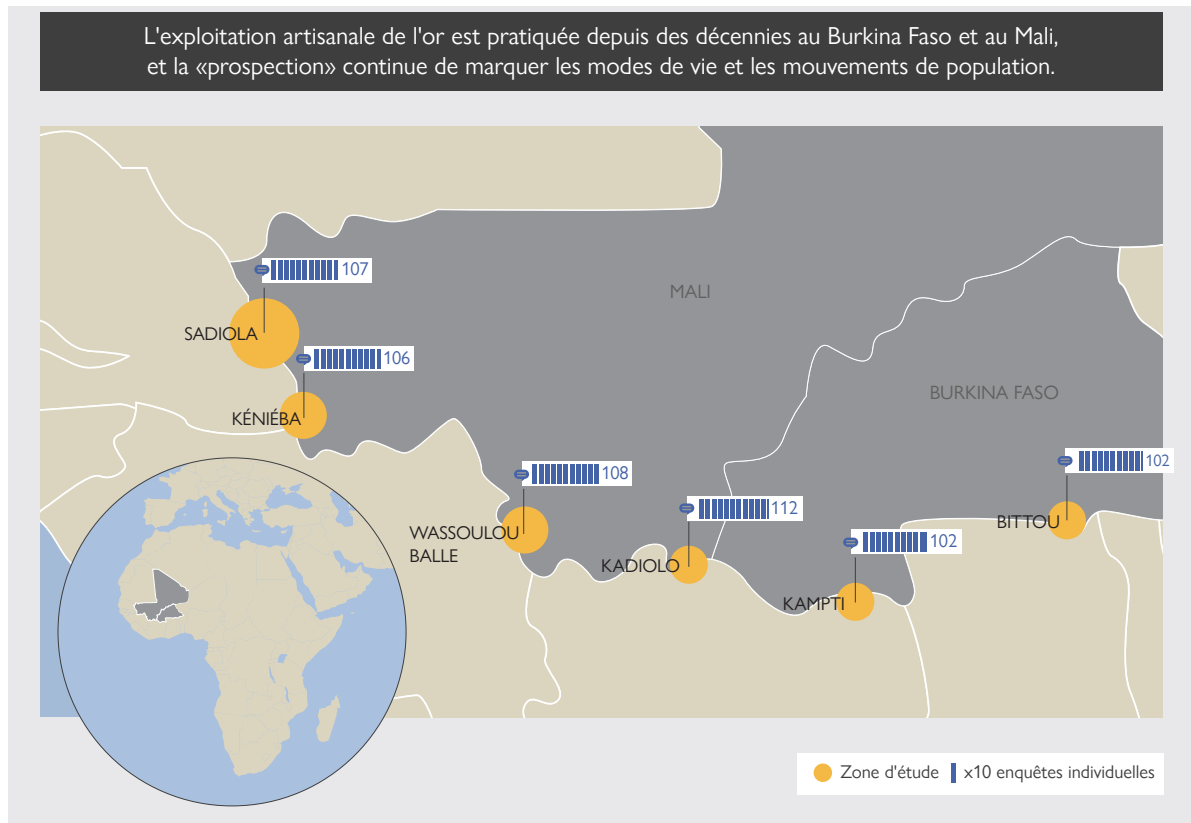 L'exploitation artisanale de l'or est pratiquée depuis des décennies au Burkina Faso et au Mali,
et la «prospection» continue de marquer les modes de vie et les mouvements de population.
107
MALI
SADIOLA
106
BURKINA FASO
KÉNIÉBA
102
108
112
WASSOULOU
BALLE
BITTOU
102
KADIOLO
KAMPTI
Zone d'étude
x10 enquêtes individuelles